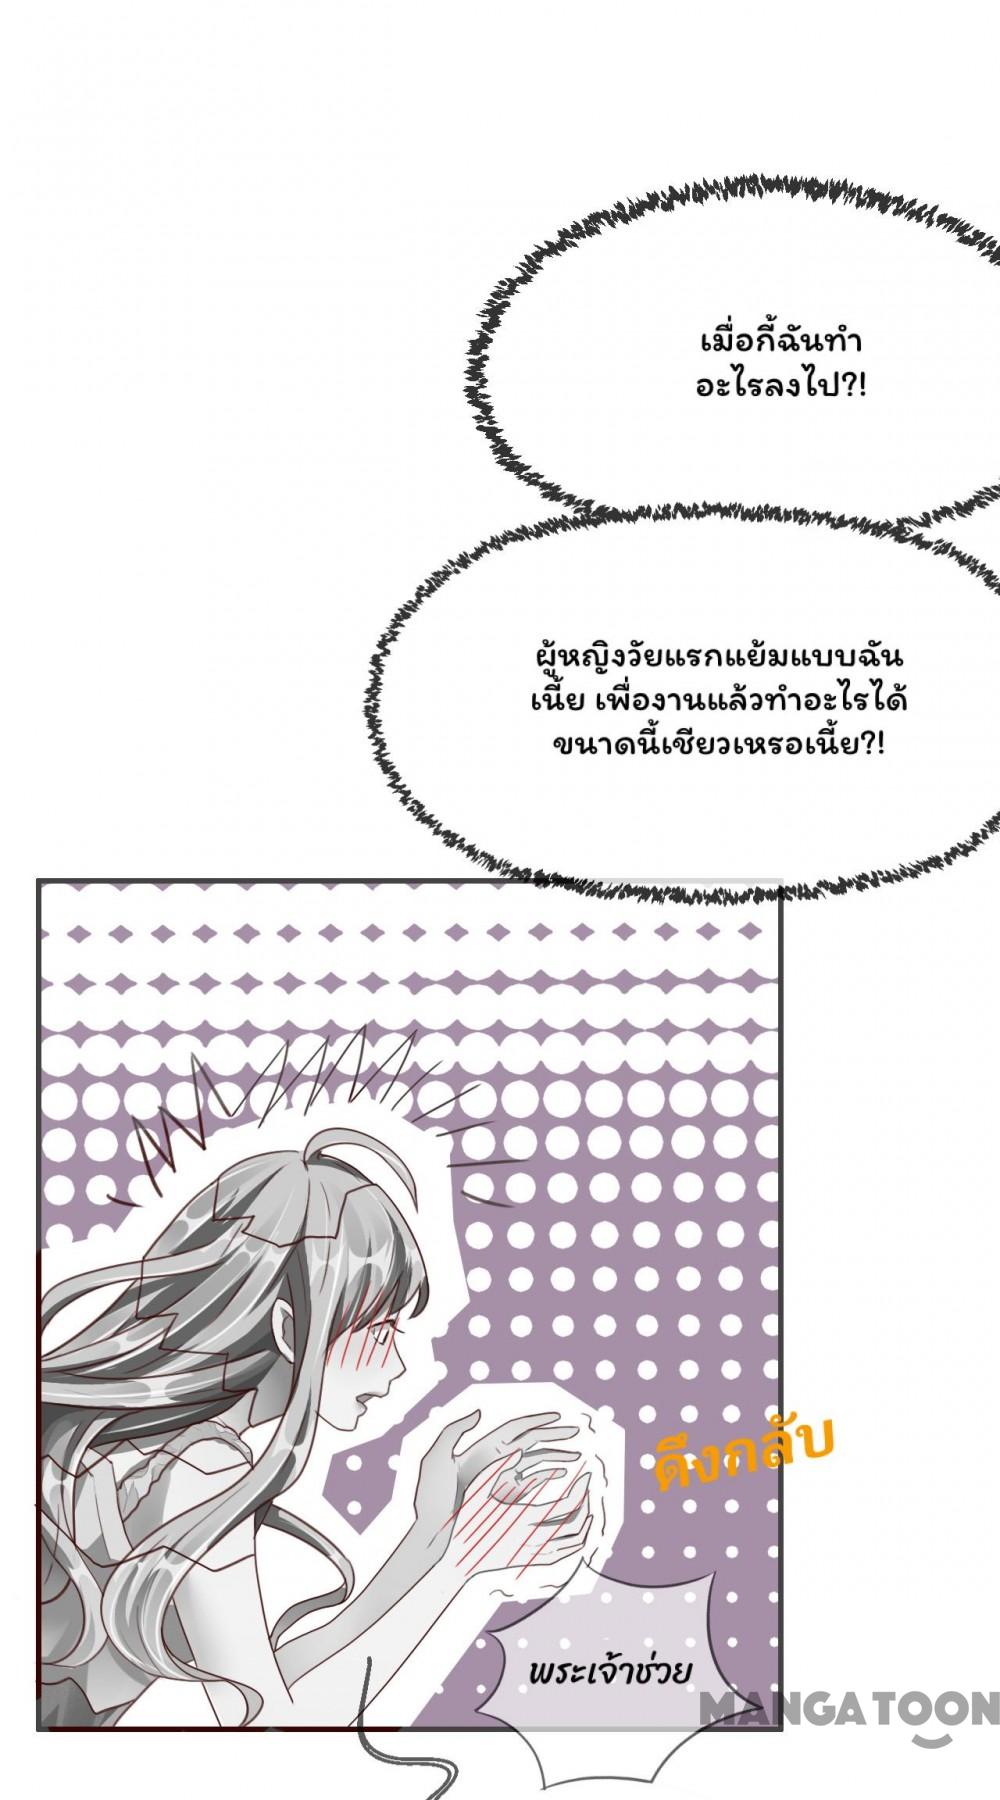 เมื่อกี้ฉันทำ
อะไรลงไป?!
ผู้หญิงวัยแรกแย้มแบบฉัน
เนี้ย เพื่องานแล้วทำอะไรได้
ขนาดนี้เชียวเหรอเนี้ย?!
ดึงกลับ
พระเจ้าช่วย
MANGATOON